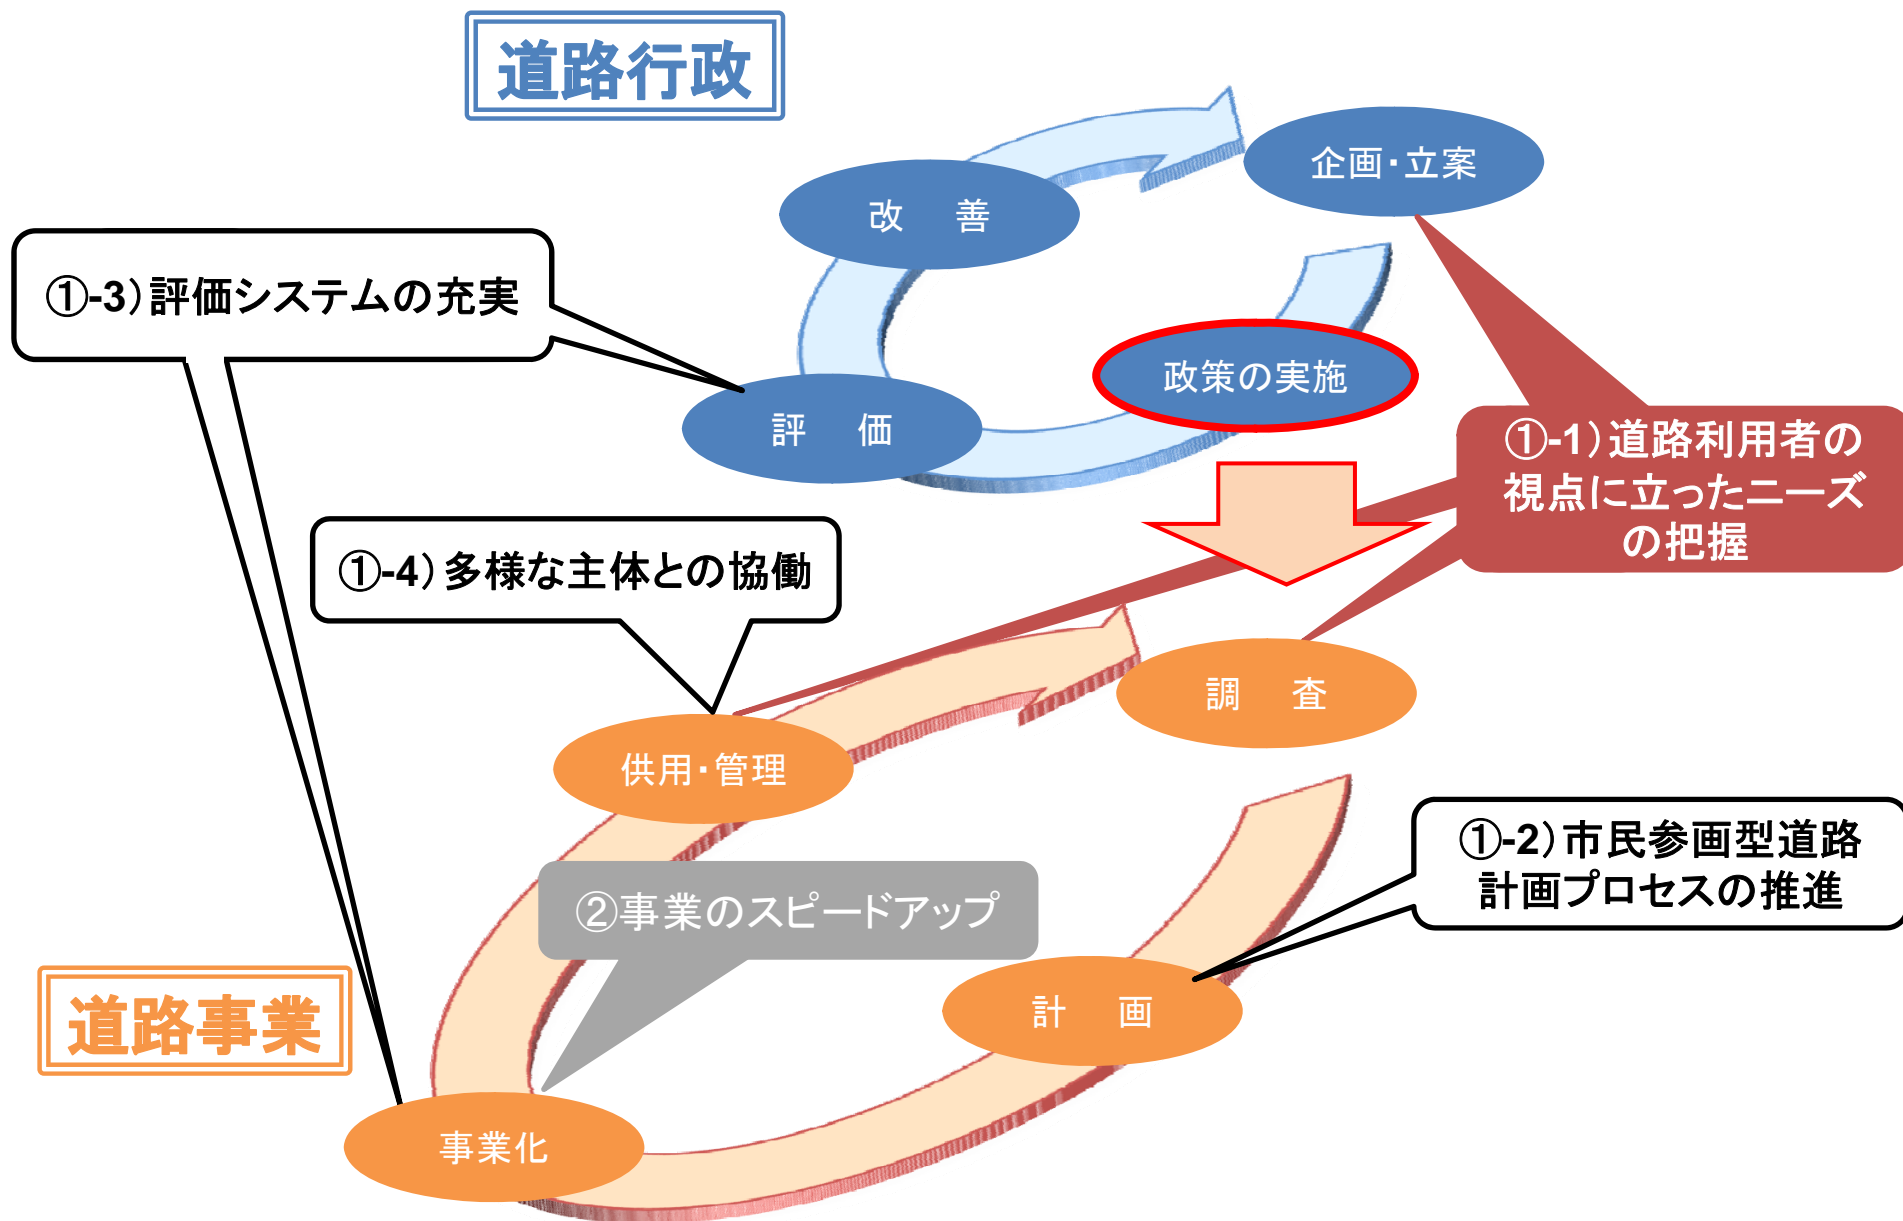 道路行政
企画・立案
改　善
①-3）評価システムの充実
政策の実施
評　価
①-1）道路利用者の
視点に立ったニーズ
の把握
①-4）多様な主体との協働
調　査
供用・管理
①-2）市民参画型道路
計画プロセスの推進
②事業のスピードアップ
道路事業
計　画
事業化